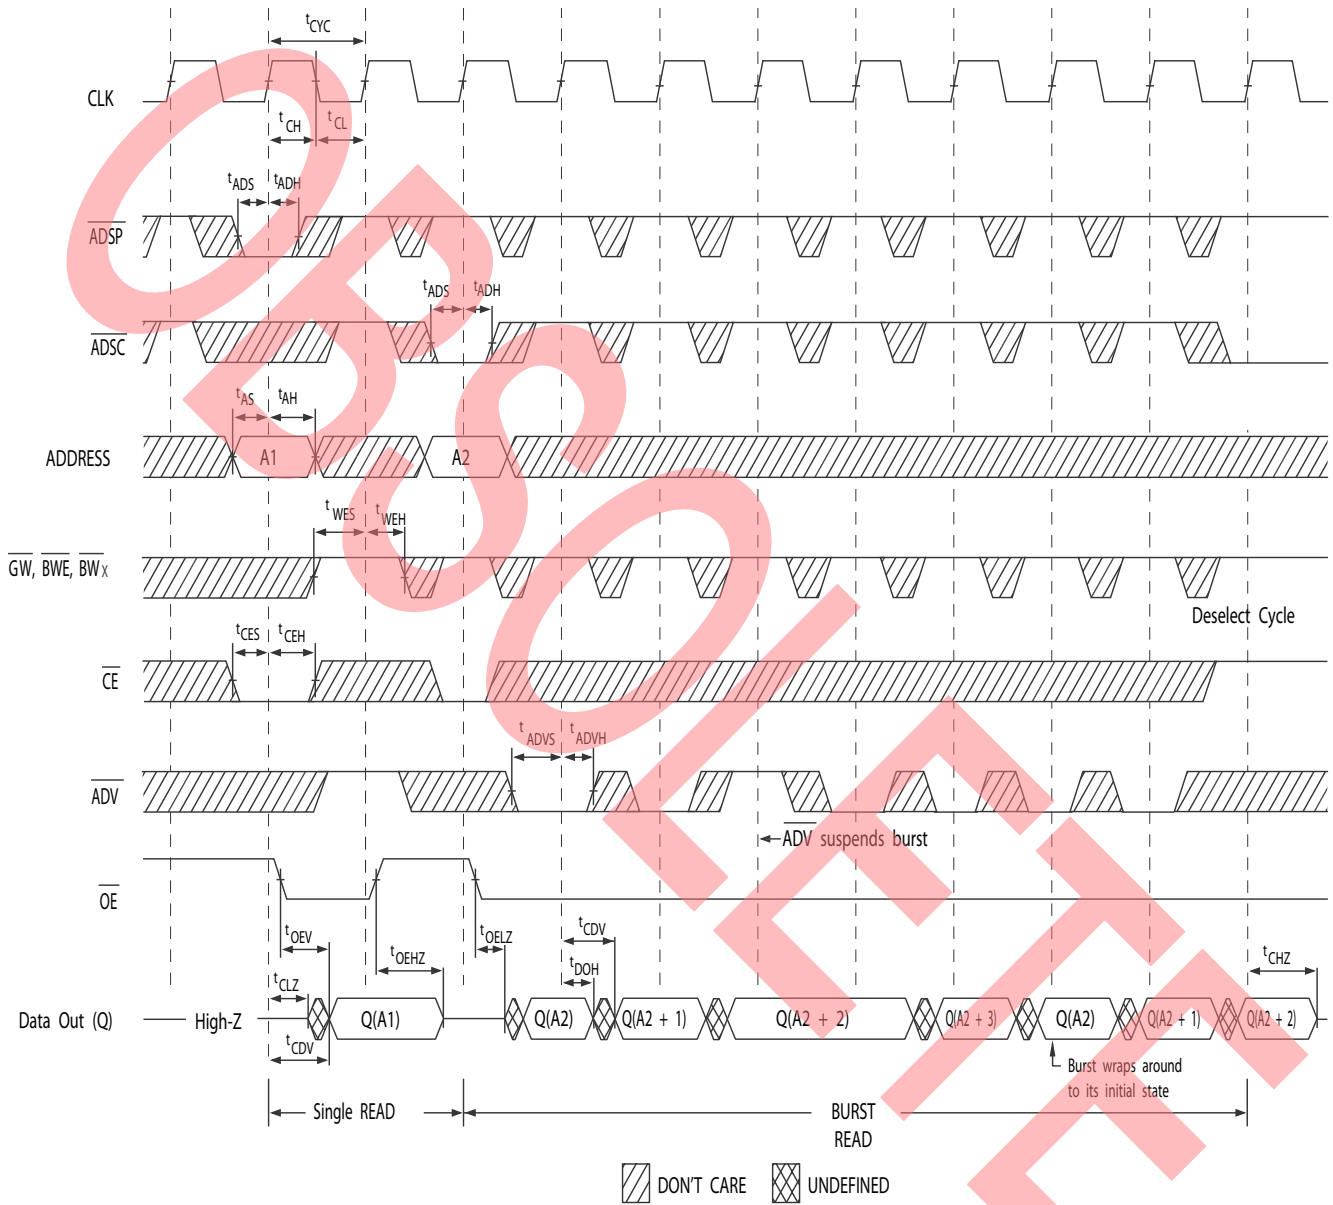 tCYC
CLK
tCH
tCL
tADS
tADH
ADSP
tADS
tADH
ADSC
tAS
tAH
ADDRESS
A1
A2
tWES
tWEH
GW, BWE, BWX
Deselect Cycle
tCES
tCEH
CE
tADVS
tADVH
ADV
ADV suspends burst
OE
tOEV
tOEHZ
tOELZ
tCDV
tCLZ
tDOH
tCHZ
Data Out (Q)
High-Z
Q(A1)
Q(A2)
Q(A2 + 1)
Q(A2 + 2)
Q(A2 + 3)
Q(A2)
Q(A2 + 1)
Q(A2 + 2)
tCDV
Burst wraps around
to its initial state
Single READ
BURST
READ
DON'T CARE
UNDEFINED
OBSOLETE